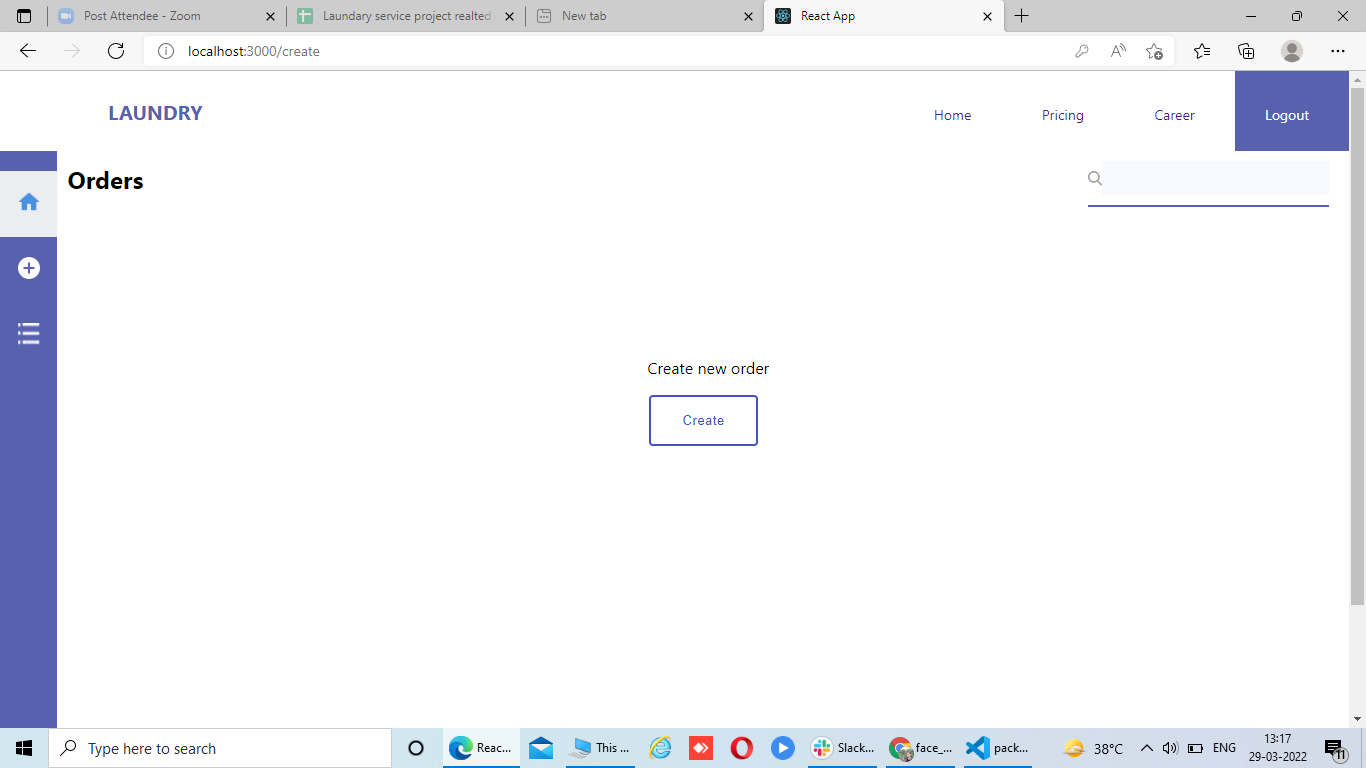 Post Attendee - Zoom
Laundary service project realted
New tab
React App
localhost:3000/create
LAUNDRY
Home
Pricing
Career
Logout
Orders
Create new order
Create
Type here to search
Reac...
This ...
Slack...
face_...
pack...
38°C
ENG
13:17
29-03-2022
11